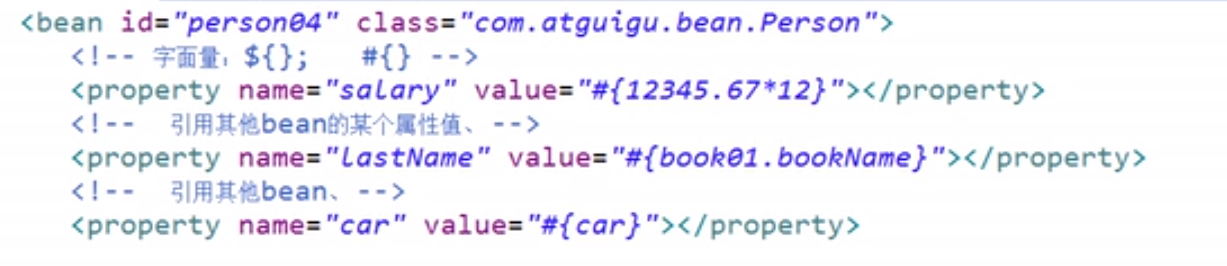 <bean id="person04" class="com.atguigu.bean.Person">
<!-- 字面量：${};   #{} -->
<property name="salary" value="#{12345.67*12}"></property>
<!--  引用其他bean的某个属性值、-->
<property name="lastName" value="#{book01.bookName}"></property>
<!--  引用其他bean、-->
<property name="car" value="#{car}"></property>